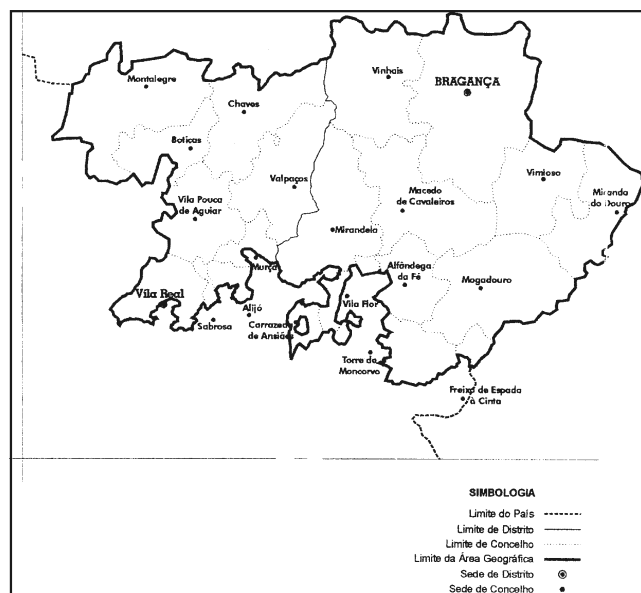 Montalegre
Vinhais
BRAGANÇA
Chaves
Boticas
Vimioso
Valpaços
Miranda
do Douro
Vila Pouca
de Aguiar
Macedo
de Cavaleiros
Mirandela
Murça
Alfândega
da Fé
Mogadouro
Vila Real
Vila Flor
Alijó
Sabrosa
Carrazeda
de Ansiães
Torre de
Moncorvo
Freixo de Espada
à Cinta
SIMBOLOGIA
Limite do País
Limite de Distrito
Limite de Concelho
Limite da Área Geográfica
Sede de Distrito
Sede de Concelho